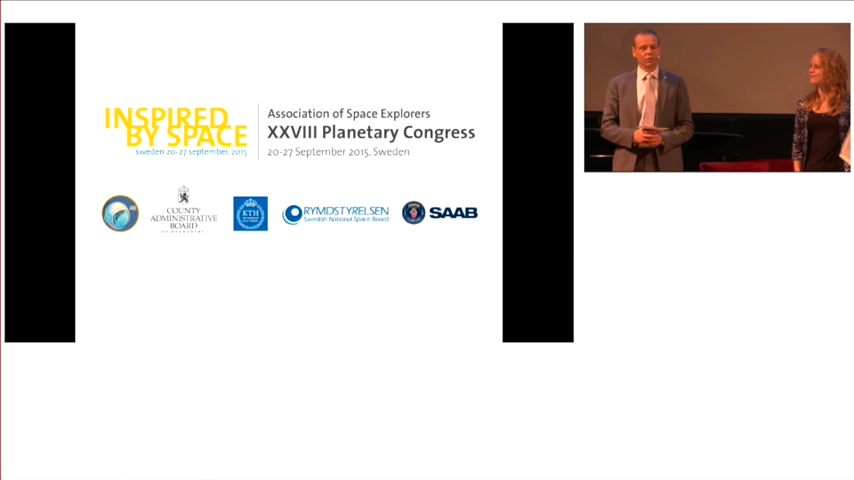 INSPIRED
BY SPACE
sweden 20-27 september, 2015
Association of Space Explorers
XXVIII Planetary Congress
20-27 September 2015, Sweden
COUNTY
ADMINISTRATIVE
BOARD
KTH
RYMDSTYRELSEN
Swedish National Space Board
SAAB